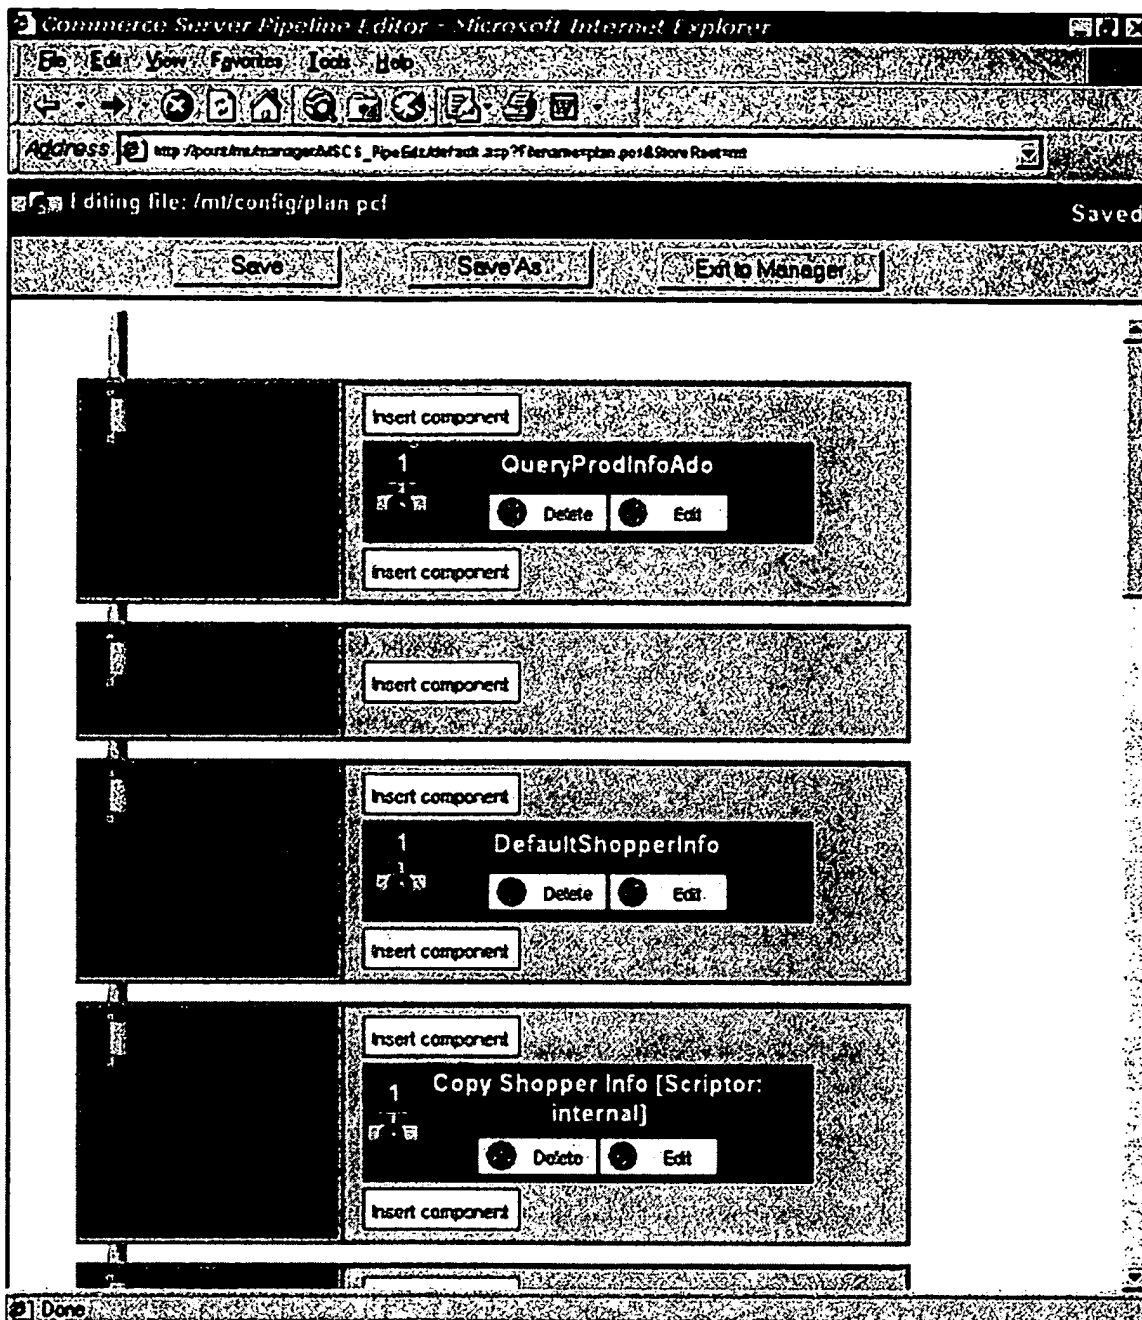 Commerce Server Pipeline Editor - Microsoft Internet Explorer
File Edit View Favorites Tools Help
Address
Editing file: /mt/config/plan.pcf Saved
Save Save As Exit to Manager
Insert component
1 QueryProdInfoAdo
Delete Edit
Insert component
Insert component
Insert component
1 DefaultShopperInfo
Delete Edit
Insert component
Insert component
1 Copy Shopper Info [Scriptor:
internal]
Delete Edit
Insert component
Done